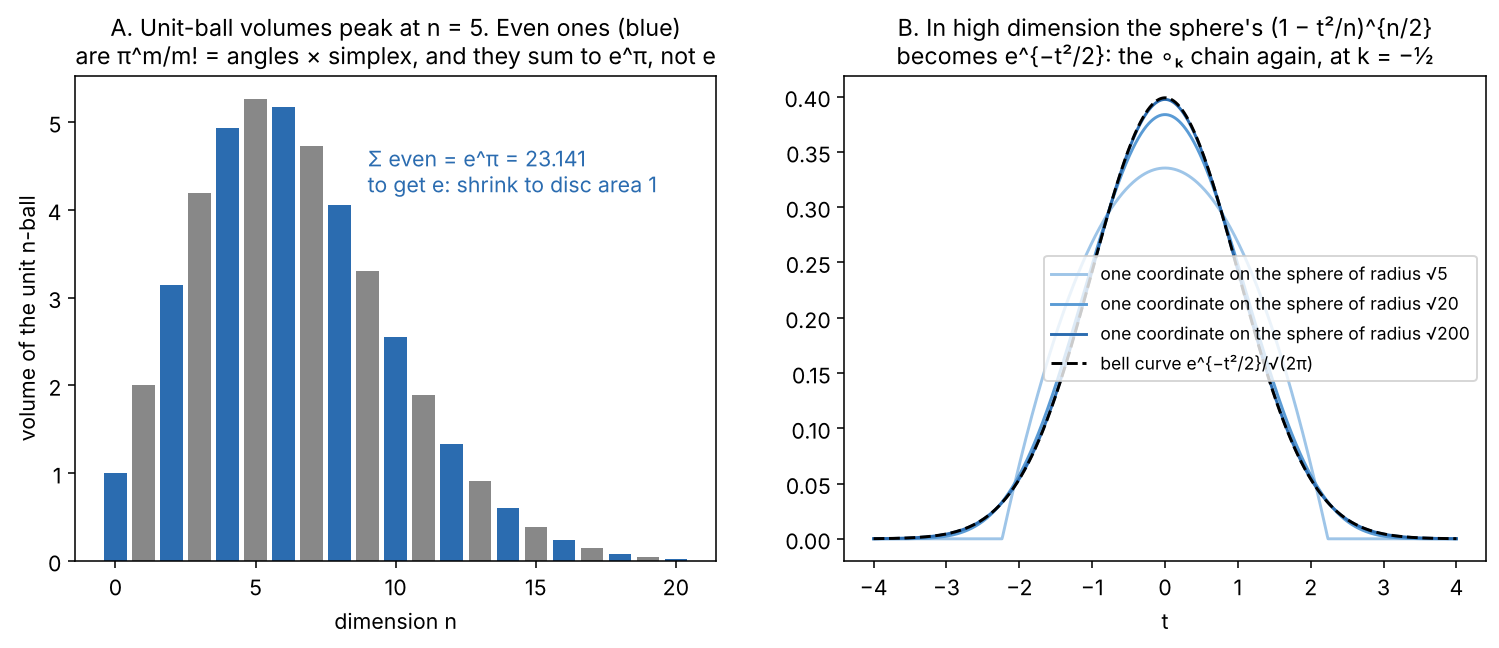 A. Unit-ball volumes peak at n = 5. Even ones (blue)
are π^m/m! = angles × simplex, and they sum to e^π, not e
volume of the unit n-ball
5
4
3
2
1
0
Σ even = e^π = 23.141
to get e: shrink to disc area 1
0
5
10
15
20
dimension n
B. In high dimension the sphere's (1 − t²/n)^{n/2}
becomes e^{−t²/2}: the ∘ₖ chain again, at k = −½
0.40
0.35
0.30
0.25
0.20
0.15
0.10
0.05
0.00
one coordinate on the sphere of radius √5
one coordinate on the sphere of radius √20
one coordinate on the sphere of radius √200
bell curve e^{−t²/2}/√(2π)
−4
−3
−2
−1
0
1
2
3
4
t